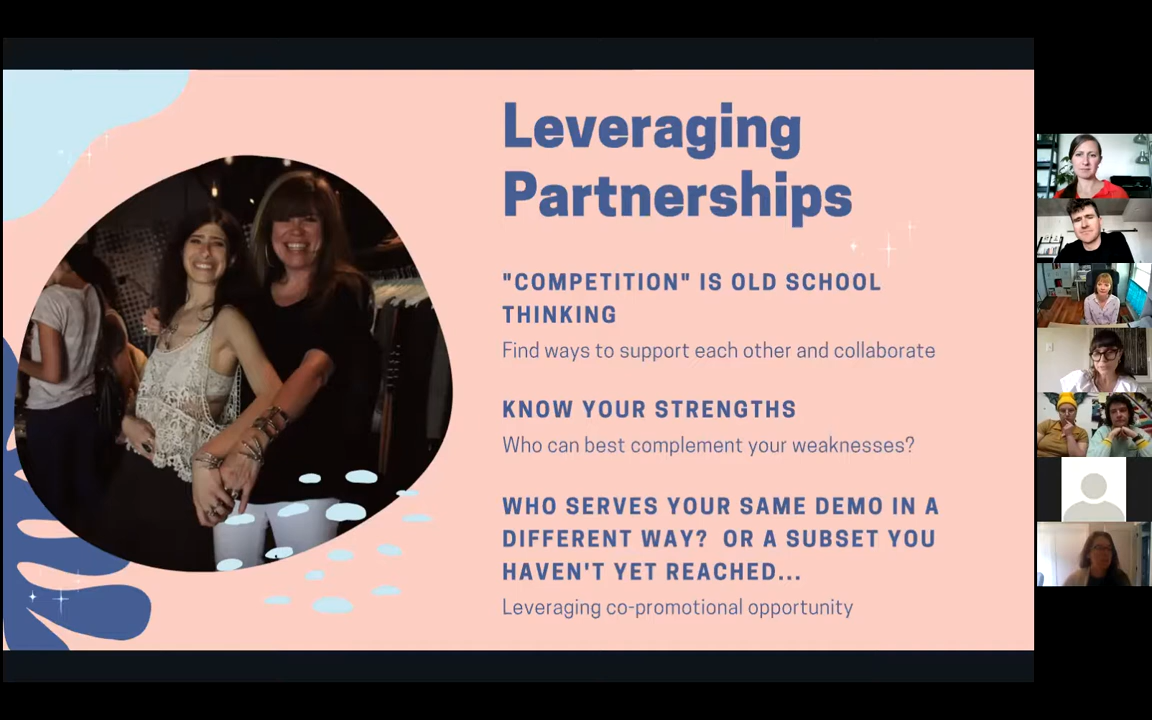 Leveraging
Partnerships
"COMPETITION" IS OLD SCHOOL
THINKING
Find ways to support each other and collaborate
KNOW YOUR STRENGTHS
Who can best complement your weaknesses?
WHO SERVES YOUR SAME DEMO IN A
DIFFERENT WAY? OR A SUBSET YOU
HAVEN'T YET REACHED...
Leveraging co-promotional opportunity